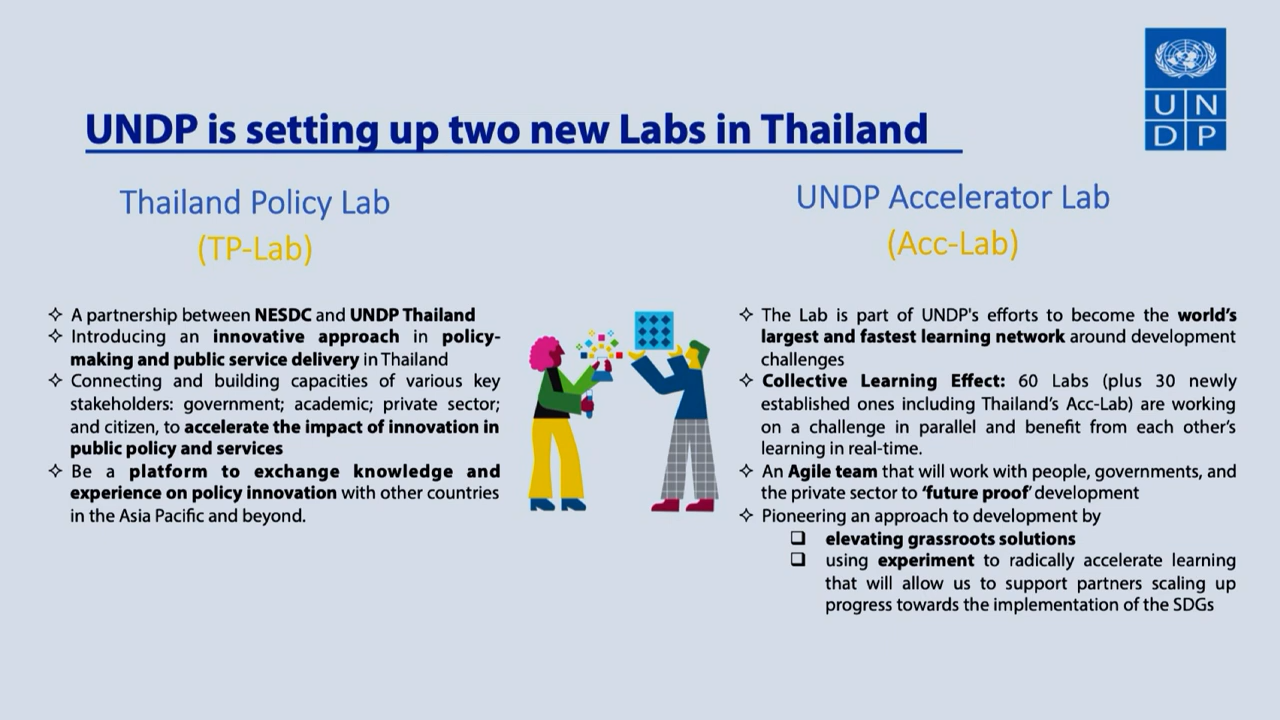 UNDP is setting up two new Labs in Thailand
U N
D P
Thailand Policy Lab
(TP-Lab)
✧ A partnership between NESDC and UNDP Thailand
✧ Introducing an innovative approach in policy-
making and public service delivery in Thailand
✧ Connecting and building capacities of various key
stakeholders: government; academic; private sector;
and citizen, to accelerate the impact of innovation in
public policy and services
✧ Be a platform to exchange knowledge and
experience on policy innovation with other countries
in the Asia Pacific and beyond.
UNDP Accelerator Lab
(Acc-Lab)
✧ The Lab is part of UNDP's efforts to become the world's
largest and fastest learning network around development
challenges
✧ Collective Learning Effect: 60 Labs (plus 30 newly
established ones including Thailand's Acc-Lab) are working
on a challenge in parallel and benefit from each other's
learning in real-time.
✧ An Agile team that will work with people, governments, and
the private sector to 'future proof' development
✧ Pioneering an approach to development by
❑ elevating grassroots solutions
❑ using experiment to radically accelerate learning
that will allow us to support partners scaling up
progress towards the implementation of the SDGs